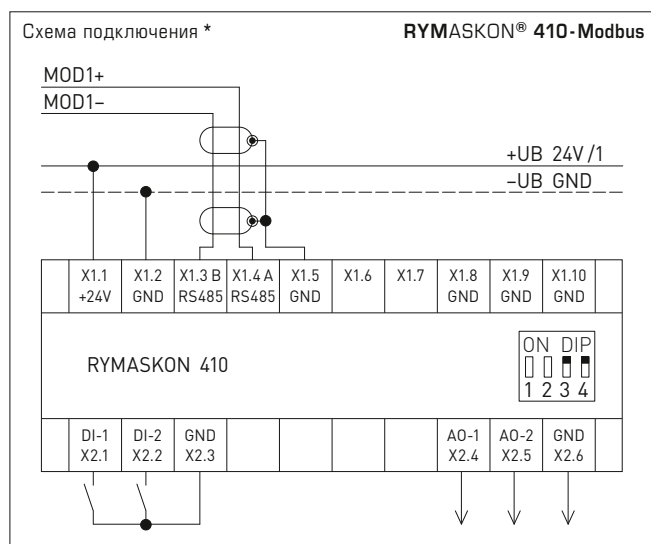 Схема подключения * RYMASKON® 410-Modbus
MOD1+
MOD1–
+UB 24V/1
–UB GND
X1.1 X1.2 X1.3 B X1.4 A X1.5 X1.6 X1.7 X1.8 X1.9 X1.10
+24V GND RS485 RS485 GND GND GND GND
ON DIP
RYMASKON 410
1 2 3 4
DI-1 DI-2 GND AO-1 AO-2 GND
X2.1 X2.2 X2.3 X2.4 X2.5 X2.6